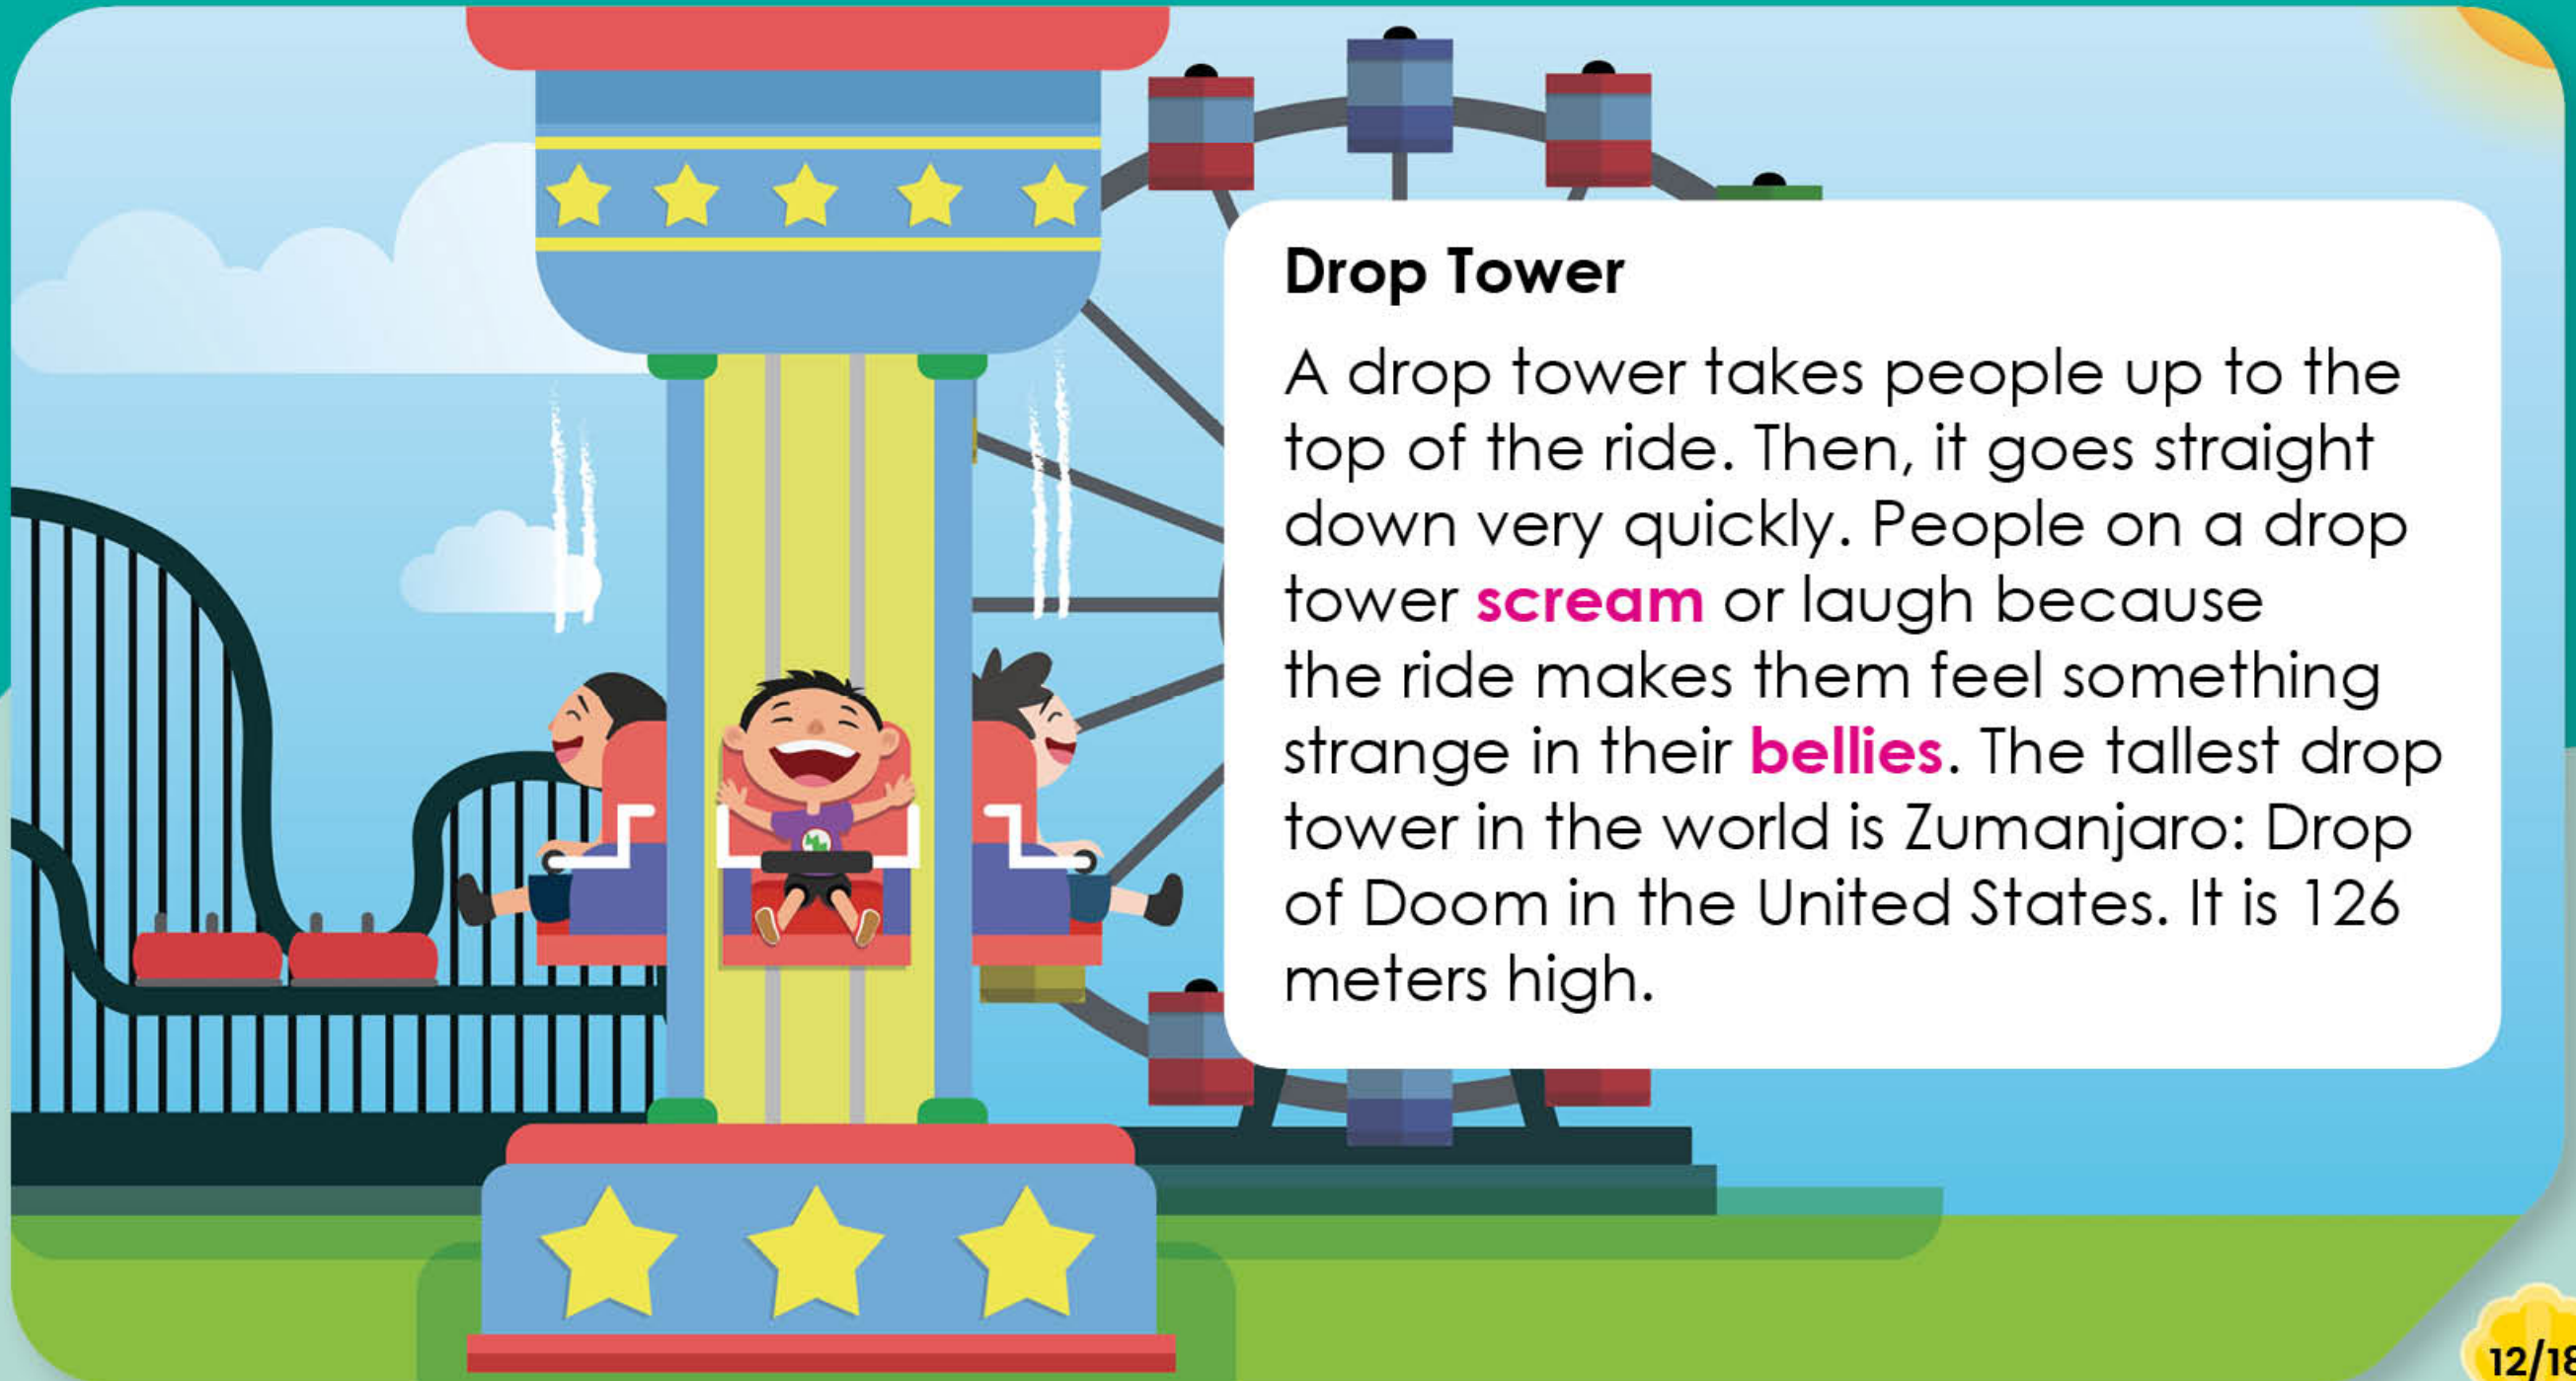 Drop Tower
A drop tower takes people up to the
top of the ride. Then, it goes straight
down very quickly. People on a drop
tower scream or laugh because
the ride makes them feel something
strange in their bellies. The tallest drop
tower in the world is Zumanjaro: Drop
of Doom in the United States. It is 126
meters high.
12/18